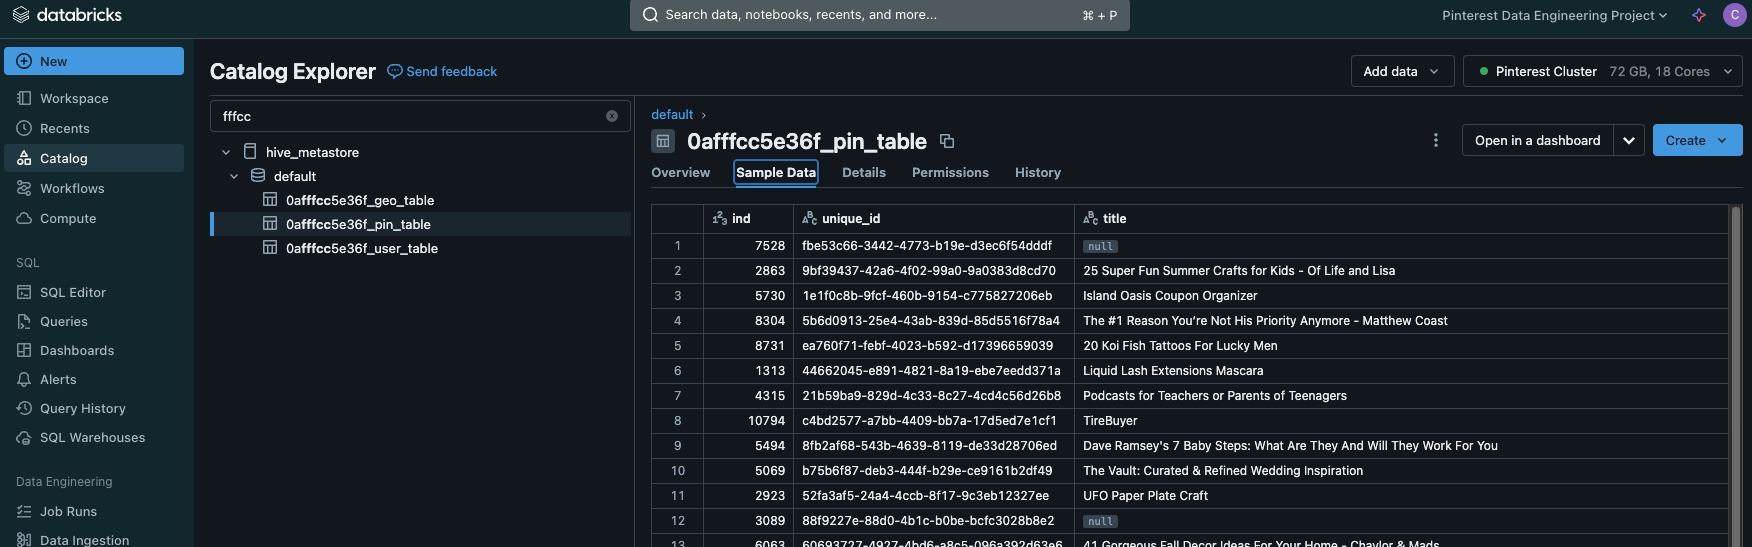 databricks
Search data, notebooks, recents, and more...
⌘ + P
Pinterest Data Engineering Project
C
New
Workspace
Recents
Catalog
Workflows
Compute
SQL
SQL Editor
Queries
Dashboards
Alerts
Query History
SQL Warehouses
Data Engineering
Job Runs
Data Ingestion
Catalog Explorer
Send feedback
Add data
Pinterest Cluster 72 GB, 18 Cores
fffcc
hive_metastore
default
0afffcc5e36f_geo_table
0afffcc5e36f_pin_table
0afffcc5e36f_user_table
default ›
0afffcc5e36f_pin_table
Open in a dashboard
Create
Overview Sample Data Details Permissions History
ind unique_id title
1 7528 fbe53c66-3442-4773-b19e-d3ec6f54dddf null
2 2863 9bf39437-42a6-4f02-99a0-9a0383d8cd70 25 Super Fun Summer Crafts for Kids - Of Life and Lisa
3 5730 1e1f0c8b-9fcf-460b-9154-c775827206eb Island Oasis Coupon Organizer
4 8304 5b6d0913-25e4-43ab-839d-85d5516f78a4 The #1 Reason You’re Not His Priority Anymore - Matthew Coast
5 8731 ea760f71-febf-4023-b592-d17396659039 20 Koi Fish Tattoos For Lucky Men
6 1313 44662045-e891-4821-8a19-ebe7eedd371a Liquid Lash Extensions Mascara
7 4315 21b59ba9-829d-4c33-8c27-4cd4c56d26b8 Podcasts for Teachers or Parents of Teenagers
8 10794 c4bd2577-a7bb-4409-bb7a-17d5ed7e1cf1 TireBuyer
9 5494 8fb2af68-543b-4639-8119-de33d28706ed Dave Ramsey's 7 Baby Steps: What Are They And Will They Work For You
10 5069 b75b6f87-deb3-444f-b29e-ce9161b2df49 The Vault: Curated & Refined Wedding Inspiration
11 2923 52fa3af5-24a4-4ccb-8f17-9c3eb12327ee UFO Paper Plate Craft
12 3089 88f9227e-88d0-4b1c-b0be-bcfc3028b8e2 null
13 6063 60693727-4927-4bd6-a8c5-096a392d63e6 41 Gorgeous Fall Decor Ideas For Your Home - Chaylor & Mads